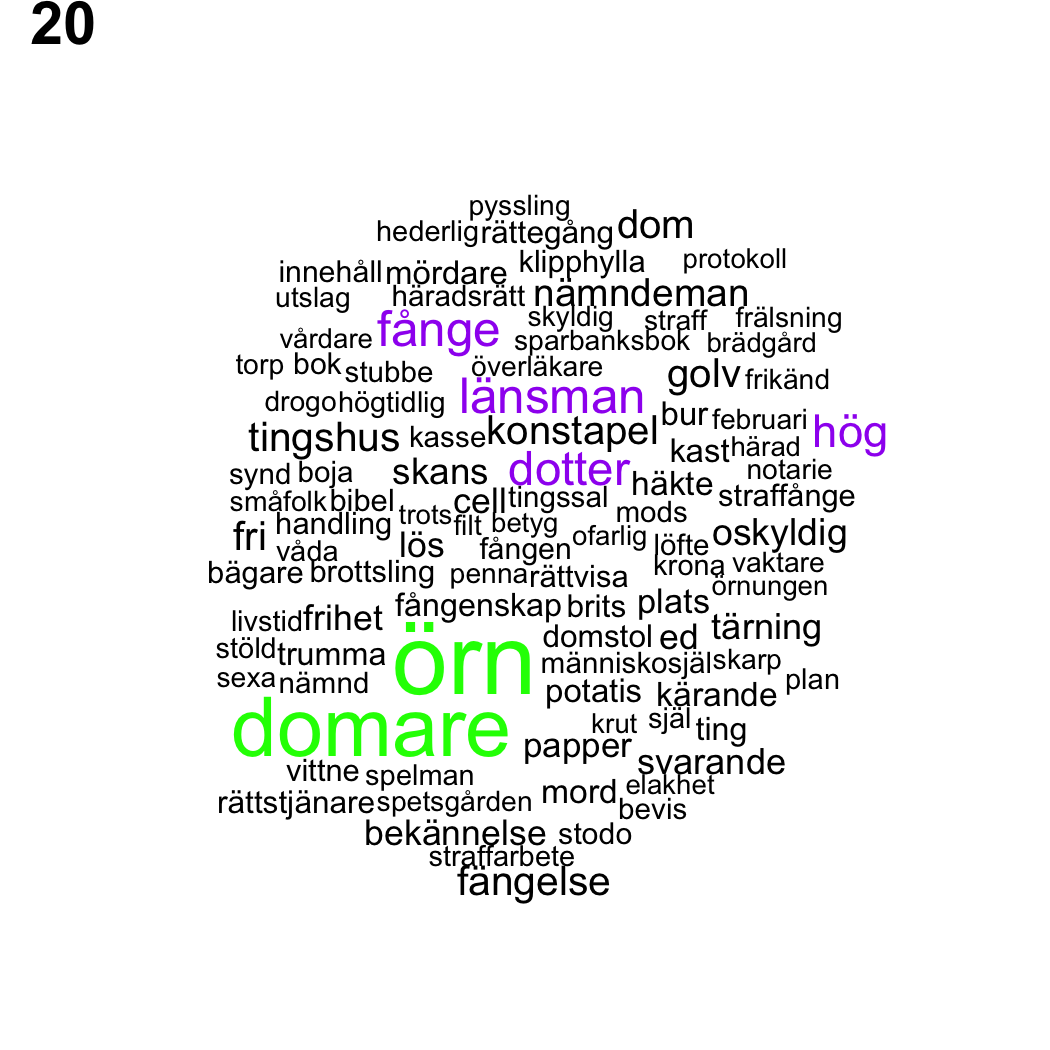 20
pyssling
hederlig rättegång dom
innehåll mördare klipphylla protokoll
utslag häradsrätt nämndeman
vårdare fånge skyldig straff frälsning
sparbanksbok brädgård
torp bok stubbe överläkare golv frikänd
drogo högtidlig länsman bur februari hög
tingshus kasse konstapel kast härad
synd boja skans dotter häkte notarie
småfolk bibel cell tingssal mods straffånge
fri handling trots filt betyg ofarlig löfte oskyldig
våda lös fången krona vaktare
bägare brottsling penna rättvisa örnungen
livstid frihet fångenskap brits plats tärning
stöld trumma örn domstol ed
sexa nämnd människosjäl skarp plan
potatis kärande
domare krut själ ting
papper svarande
vittne spelman elakhet
rättstjänare spetsgården mord bevis
bekännelse stodo
straffarbete
fängelse